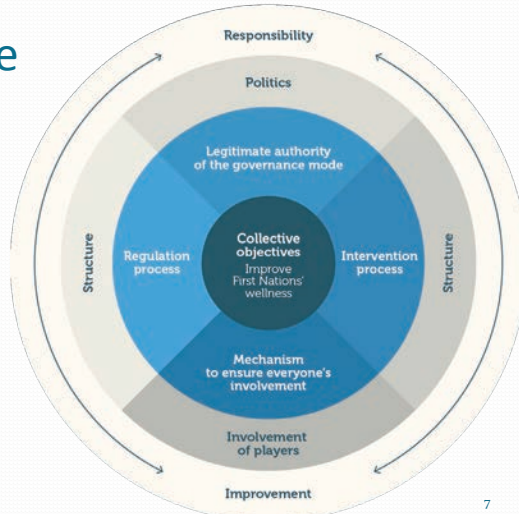 e
Responsibility
Politics
Legitimate authority
of the governance mode
Structure
Regulation
process
Collective
objectives
Improve
First Nations'
wellness
Intervention
process
Structure
Mechanism
to ensure everyone's
involvement
Involvement
of players
Improvement
7